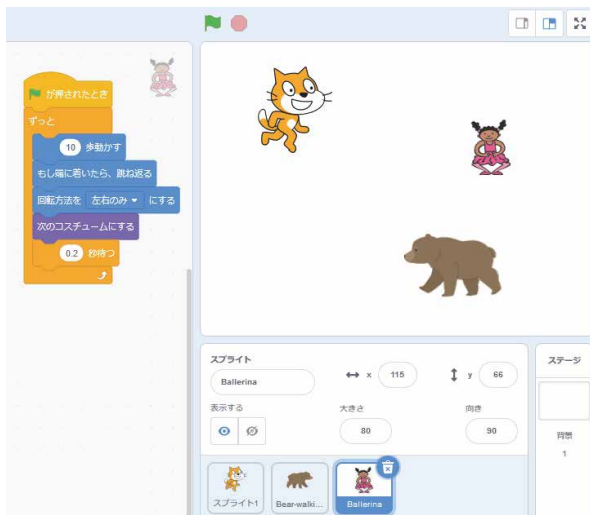 が押されたとき
ずっと
10 歩動かす
もし端に着いたら、跳ね返る
回転方法を 左右のみ にする
次のコスチュームにする
0.2 秒待つ
スプライト
Ballerina
x 115
y 66
表示する
大きさ
80
向き
90
スプライト1
Bear-walki...
Ballerina
ステージ
背景
1